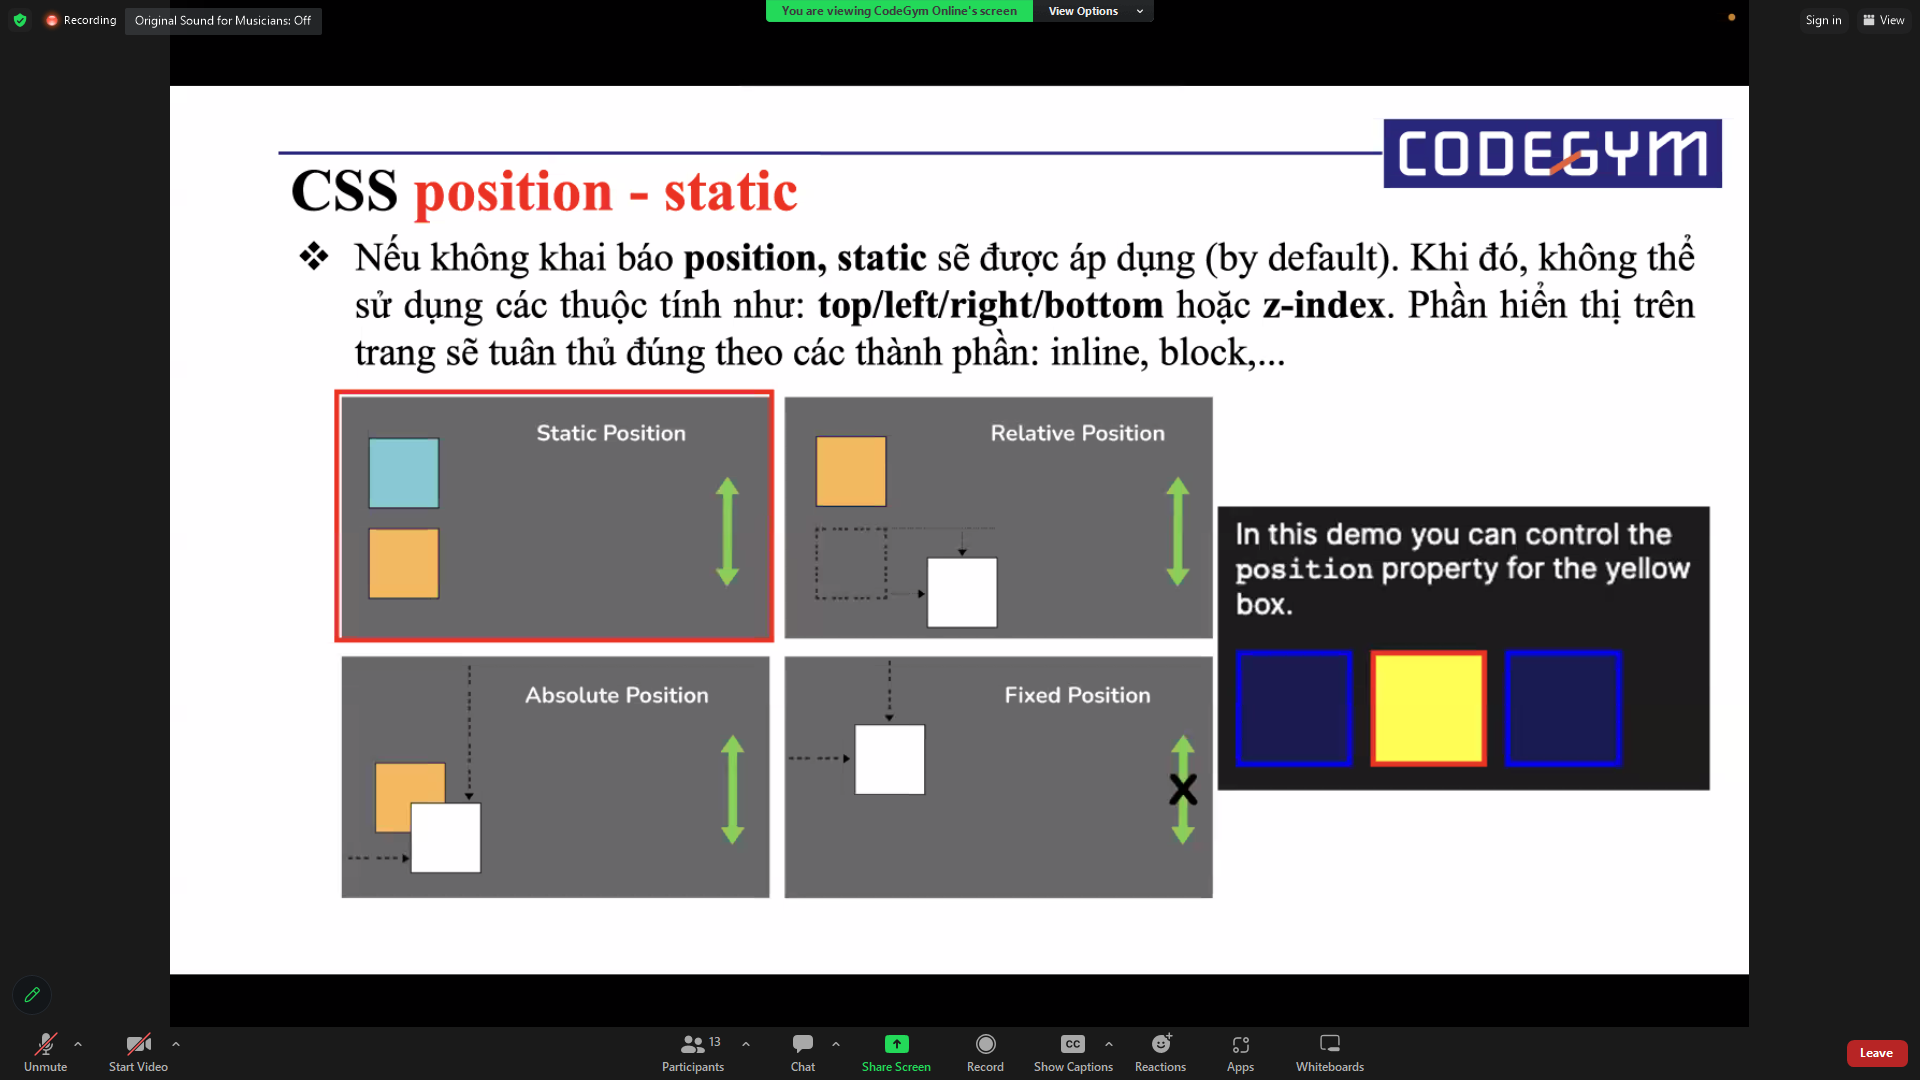 Recording
Original Sound for Musicians: Off
You are viewing CodeGym Online's screen
View Options
Sign in
View
CODEGYM
CSS position - static
❖ Nếu không khai báo position, static sẽ được áp dụng (by default). Khi đó, không thể
sử dụng các thuộc tính như: top/left/right/bottom hoặc z-index. Phần hiển thị trên
trang sẽ tuân thủ đúng theo các thành phần: inline, block,...
Static Position
Relative Position
In this demo you can control the
position property for the yellow
box.
Absolute Position
Fixed Position
X
Unmute
Start Video
Participants
13
Chat
Share Screen
Record
CC
Show Captions
Reactions
Apps
Whiteboards
Leave